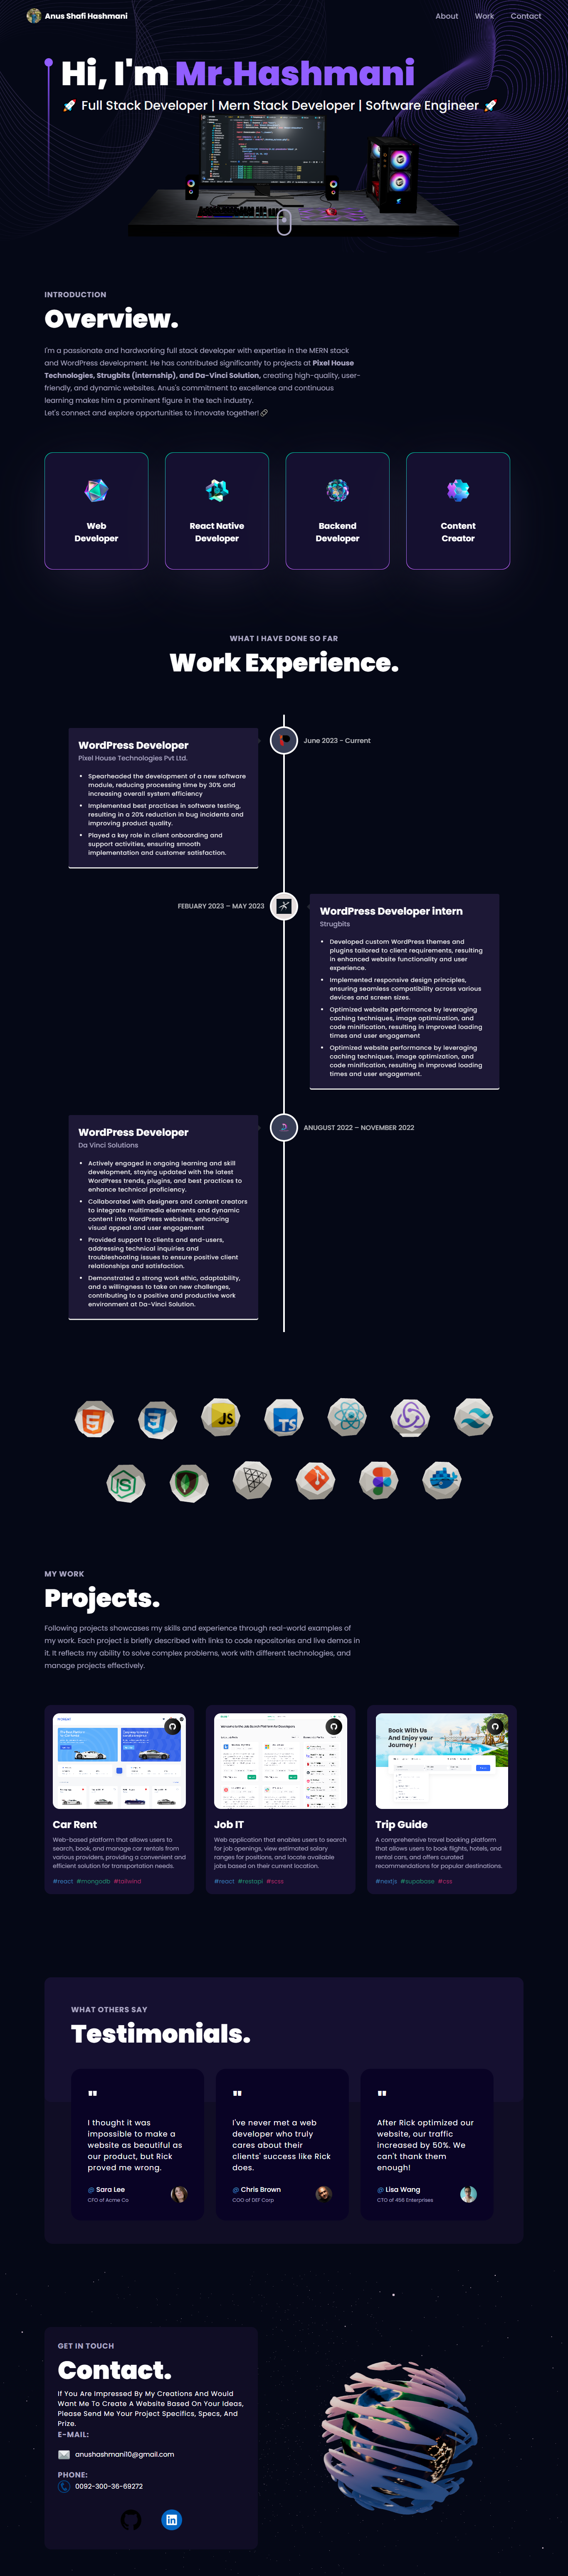 Anus Shafi Hashmani
About Work Contact
Hi, I'm Mr.Hashmani
🚀 Full Stack Developer | Mern Stack Developer | Software Engineer 🚀
INTRODUCTION
Overview.
I'm a passionate and hardworking full stack developer with expertise in the MERN stack
and WordPress development. He has contributed significantly to projects at Pixel House
Technologies, Strugbits (internship), and Da-Vinci Solution, creating high-quality, user-
friendly, and dynamic websites. Anus's commitment to excellence and continuous
learning makes him a prominent figure in the tech industry.
Let's connect and explore opportunities to innovate together!🔗
Web
Developer
React Native
Developer
Backend
Developer
Content
Creator
WHAT I HAVE DONE SO FAR
Work Experience.
WordPress Developer
Pixel House Technologies Pvt Ltd.
June 2023 - Current
• Spearheaded the development of a new software
module, reducing processing time by 30% and
increasing overall system efficiency
• Implemented best practices in software testing,
resulting in a 20% reduction in bug incidents and
improving product quality.
• Played a key role in client onboarding and
support activities, ensuring smooth
implementation and customer satisfaction.
FEBUARY 2023 – MAY 2023
WordPress Developer intern
Strugbits
• Developed custom WordPress themes and
plugins tailored to client requirements, resulting
in enhanced website functionality and user
experience.
• Implemented responsive design principles,
ensuring seamless compatibility across various
devices and screen sizes.
• Optimized website performance by leveraging
caching techniques, image optimization, and
code minification, resulting in improved loading
times and user engagement
• Optimized website performance by leveraging
caching techniques, image optimization, and
code minification, resulting in improved loading
times and user engagement.
WordPress Developer
Da Vinci Solutions
ANUGUST 2022 – NOVEMBER 2022
• Actively engaged in ongoing learning and skill
development, staying updated with the latest
WordPress trends, plugins, and best practices to
enhance technical proficiency.
• Collaborated with designers and content creators
to integrate multimedia elements and dynamic
content into WordPress websites, enhancing
visual appeal and user engagement
• Provided support to clients and end-users,
addressing technical inquiries and
troubleshooting issues to ensure positive client
relationships and satisfaction.
• Demonstrated a strong work ethic, adaptability,
and a willingness to take on new challenges,
contributing to a positive and productive work
environment at Da-Vinci Solution.
JS
TS
MY WORK
Projects.
Following projects showcases my skills and experience through real-world examples of
my work. Each project is briefly described with links to code repositories and live demos in
it. It reflects my ability to solve complex problems, work with different technologies, and
manage projects effectively.
Book With Us
And Enjoy your
Journey !
Car Rent
Web-based platform that allows users to
search, book, and manage car rentals from
various providers, providing a convenient and
efficient solution for transportation needs.
#react #mongodb #tailwind
Job IT
Web application that enables users to search
for job openings, view estimated salary
ranges for positions, and locate available
jobs based on their current location.
#react #restapi #scss
Trip Guide
A comprehensive travel booking platform
that allows users to book flights, hotels, and
rental cars, and offers curated
recommendations for popular destinations.
#nextjs #supabase #css
WHAT OTHERS SAY
Testimonials.
"
I thought it was
impossible to make a
website as beautiful as
our product, but Rick
proved me wrong.
@ Sara Lee
CFO of Acme Co
"
I've never met a web
developer who truly
cares about their
clients' success like Rick
does.
@ Chris Brown
COO of DEF Corp
"
After Rick optimized our
website, our traffic
increased by 50%. We
can't thank them
enough!
@ Lisa Wang
CTO of 456 Enterprises
GET IN TOUCH
Contact.
If You Are Impressed By My Creations And Would
Want Me To Create A Website Based On Your Ideas,
Please Send Me Your Project Specifics, Specs, And
Prize.
E-MAIL:
anushashmani10@gmail.com
PHONE:
0092-300-36-69272